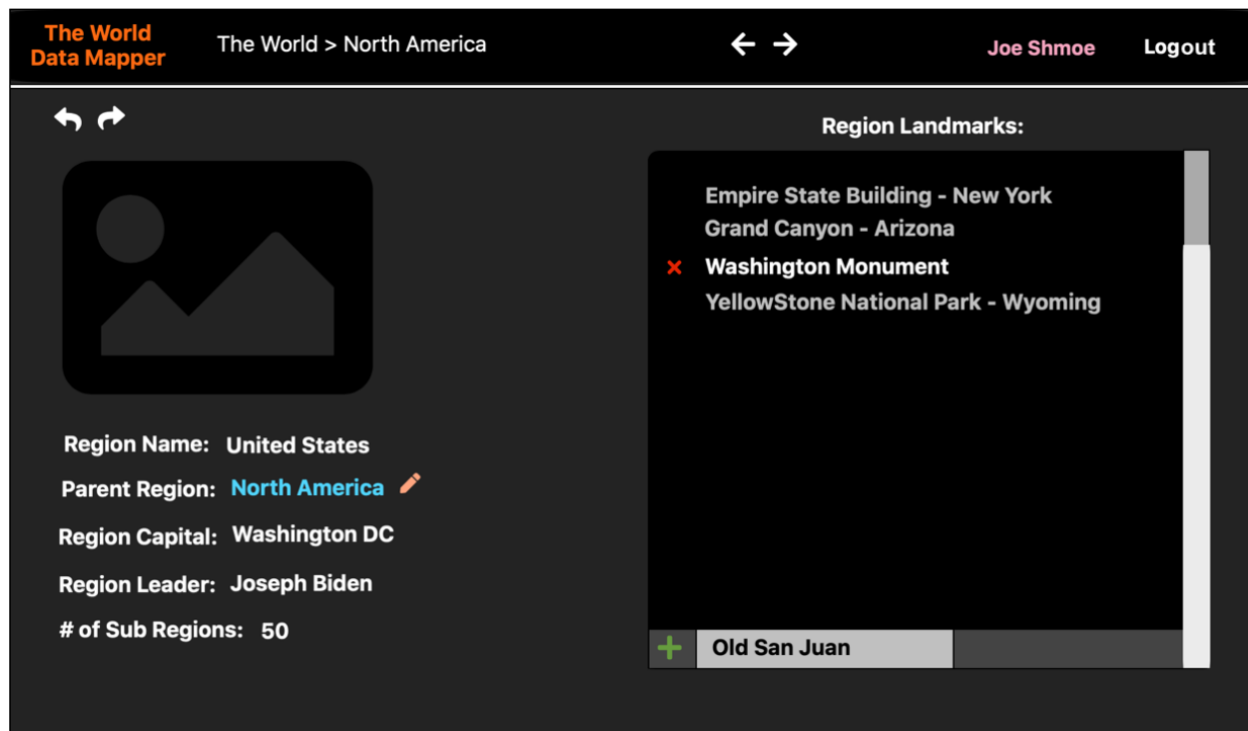 The World
Data Mapper
The World > North America
Joe Shmoe
Logout
Region Landmarks:
Empire State Building - New York
Grand Canyon - Arizona
Washington Monument
YellowStone National Park - Wyoming
Old San Juan
Region Name: United States
Parent Region: North America
Region Capital: Washington DC
Region Leader: Joseph Biden
# of Sub Regions: 50